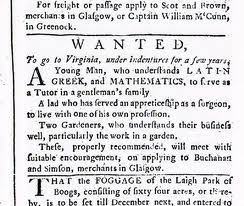 For freight or passage apply to Scot and Brown,
merchants in Glasgow, or Captain William M'Cunn,
in Greenock.
WANTED,
To go to Virginia, under indentures for a few years,
A Young Man, who understands LATIN
GREEK, and MATHEMATICS, to serve as
a Tutor in a gentleman's family.
A lad who has served an apprenticeship as a surgeon,
to live with one of his own profession.
Two Gardeners, who understands their business
well, particularly the work in a garden.
These, properly recommended, will meet with
suitable encouragement, on applying to Buchanan
and Simson, merchants in Glasgow.
THAT the FOGGAGE of the Laigh Park of
Boogs, consisting of sixty four acres, or there
by, is to be set till December next, and entered to